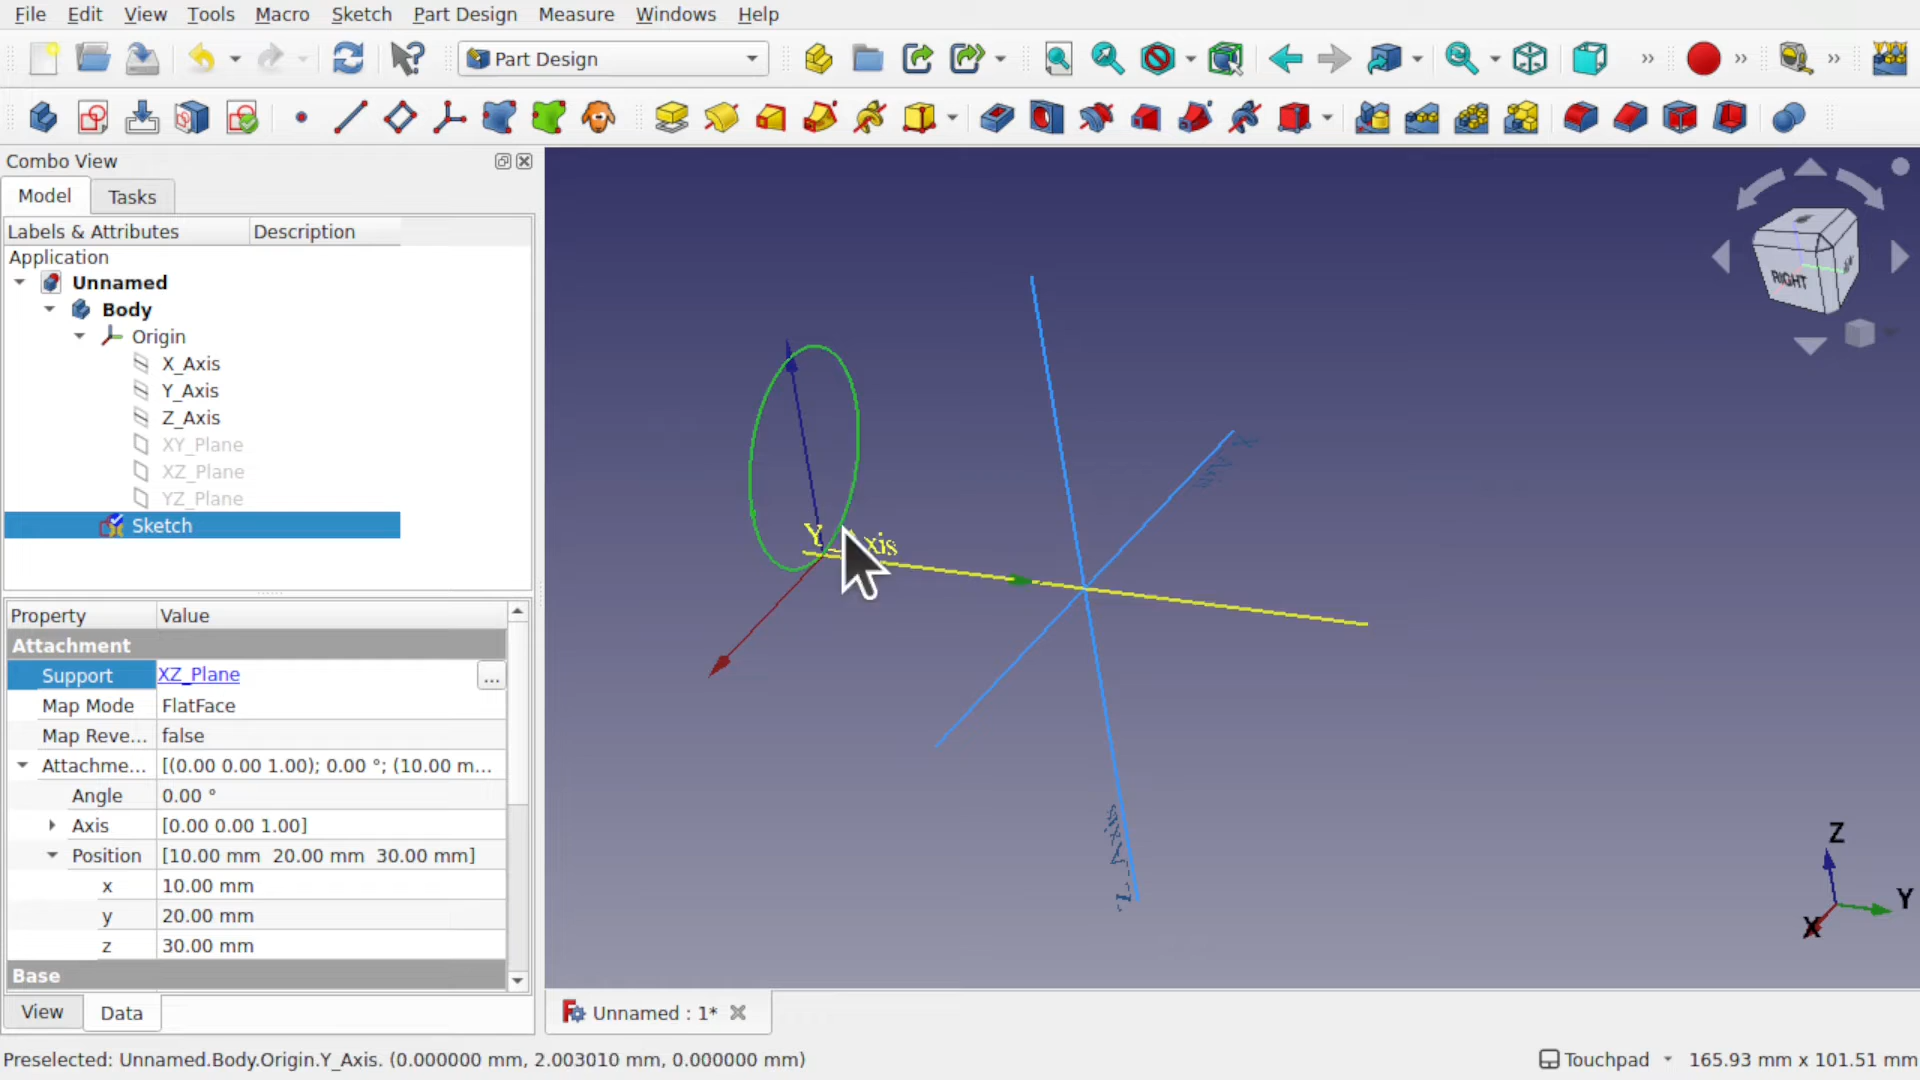 File Edit View Tools Macro Sketch Part Design Measure Windows Help
Part Design
Combo View
Model Tasks
Labels & Attributes Description
Application
Unnamed
Body
Origin
X_Axis
Y_Axis
Z_Axis
XY_Plane
XZ_Plane
YZ_Plane
Sketch
Property Value
Attachment
Support XZ_Plane ...
Map Mode FlatFace
Map Reve... false
Attachme... [(0.00 0.00 1.00); 0.00 °; (10.00 m...
Angle 0.00 °
Axis [0.00 0.00 1.00]
Position [10.00 mm 20.00 mm 30.00 mm]
x 10.00 mm
y 20.00 mm
z 30.00 mm
Base
View Data
RIGHT
Z
Y
X
Unnamed : 1*
Preselected: Unnamed.Body.Origin.Y_Axis. (0.000000 mm, 2.003010 mm, 0.000000 mm)
Touchpad 165.93 mm x 101.51 mm